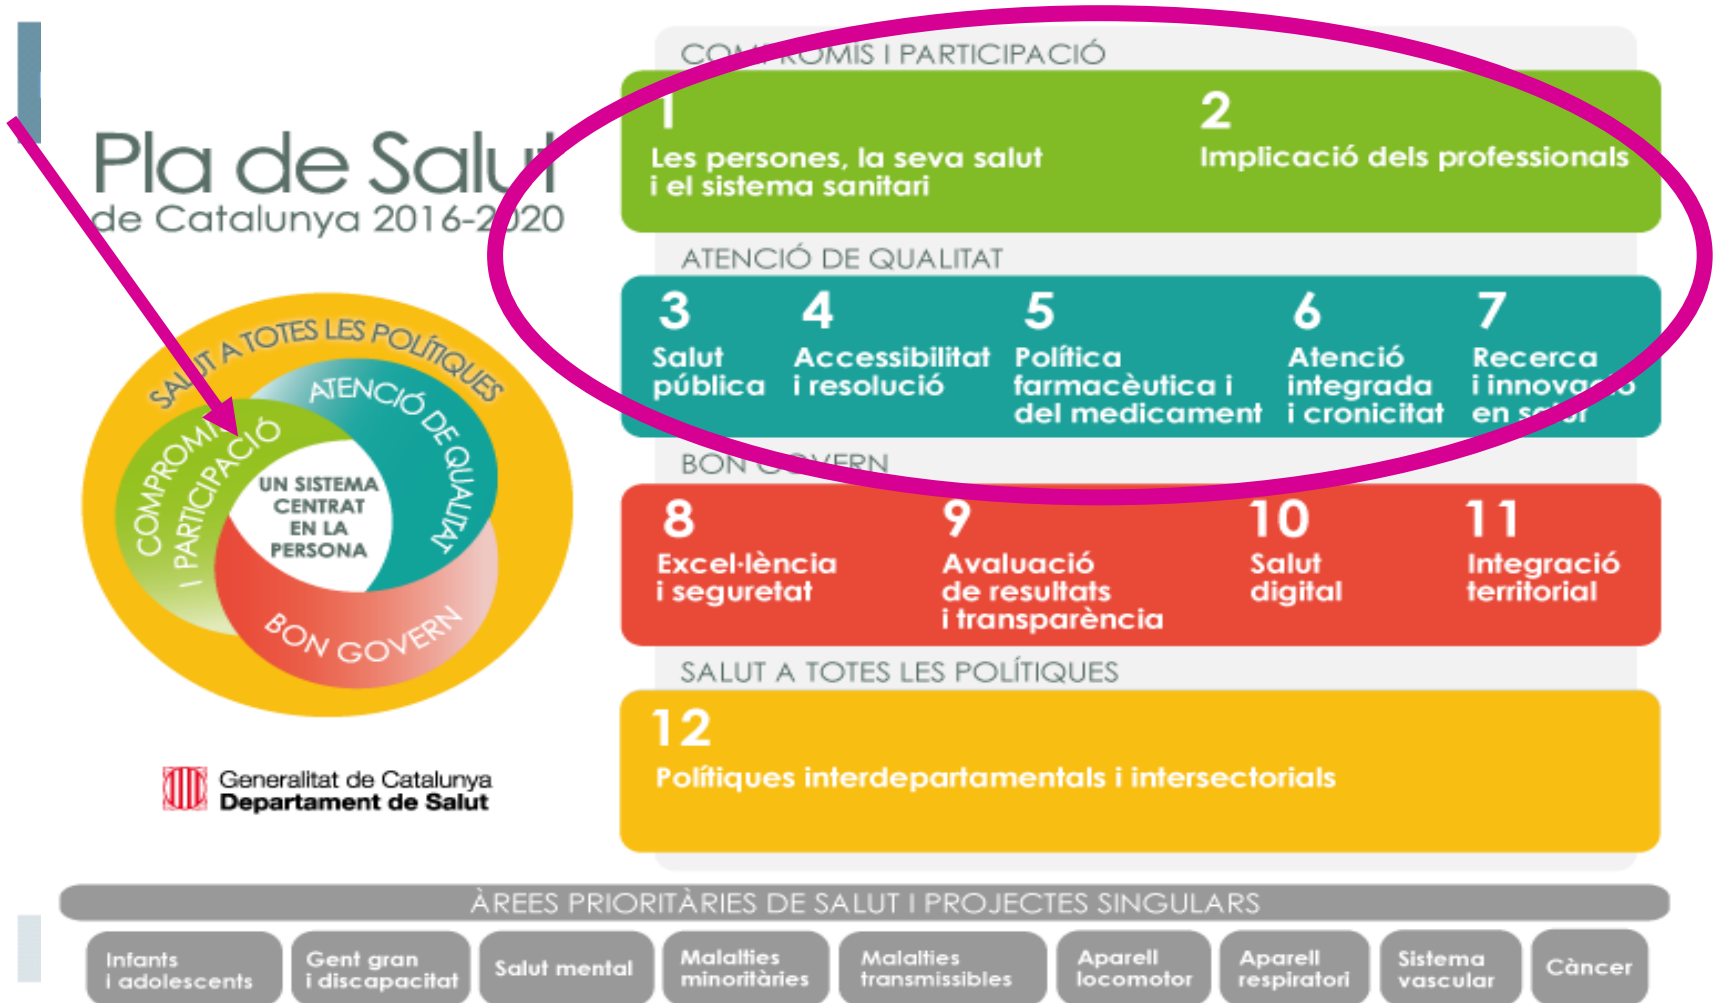 Pla de Salut
de Catalunya 2016-2020
SALUT A TOTES LES POLÍTIQUES
ATENCIÓ DE QUALITAT
COMPROMÍS
I PARTICIPACIÓ
BON GOVERN
UN SISTEMA
CENTRAT
EN LA
PERSONA
Generalitat de Catalunya
Departament de Salut
COMPROMIS I PARTICIPACIÓ
1
Les persones, la seva salut
i el sistema sanitari
2
Implicació dels professionals
ATENCIÓ DE QUALITAT
3
Salut
pública
4
Accessibilitat
i resolució
5
Política
farmacèutica i
del medicament
6
Atenció
integrada
i cronicitat
7
Recerca
i innovació
en salut
BON GOVERN
8
Excel·lència
i seguretat
9
Avaluació
de resultats
i transparència
10
Salut
digital
11
Integració
territorial
SALUT A TOTES LES POLÍTIQUES
12
Polítiques interdepartamentals i intersectorials
ÀREES PRIORITÀRIES DE SALUT I PROJECTES SINGULARS
Infants
i adolescents
Gent gran
i discapacitat
Salut mental
Malalties
minoritàries
Malalties
transmissibles
Aparell
locomotor
Aparell
respiratori
Sistema
vascular
Càncer